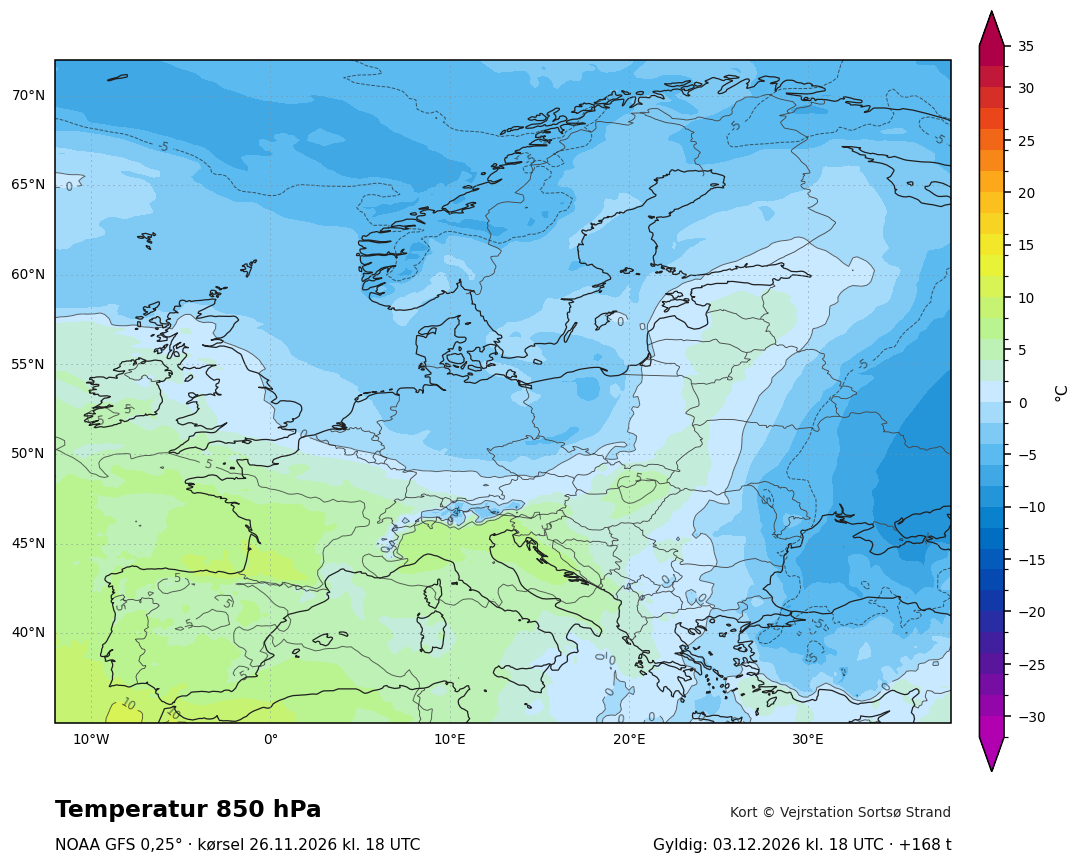 35
30
25
20
15
10
5
0
−5
−10
−15
−20
−25
−30
°C
70°N
65°N
60°N
55°N
50°N
45°N
40°N
10°W
0°
10°E
20°E
30°E
Temperatur 850 hPa
Kort © Vejrstation Sortsø Strand
NOAA GFS 0,25° · kørsel 26.11.2026 kl. 18 UTC
Gyldig: 03.12.2026 kl. 18 UTC · +168 t